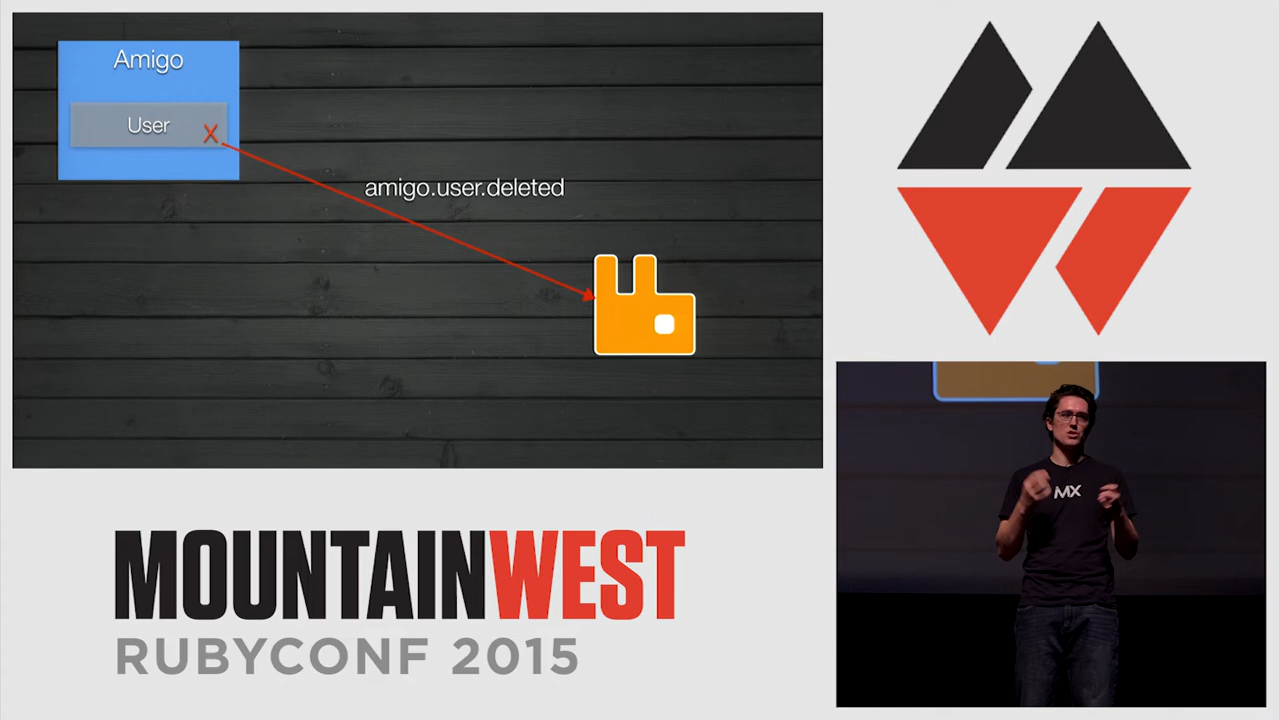 Amigo
User
X
amigo.user.deleted
MX
MOUNTAINWEST
RUBYCONF 2015